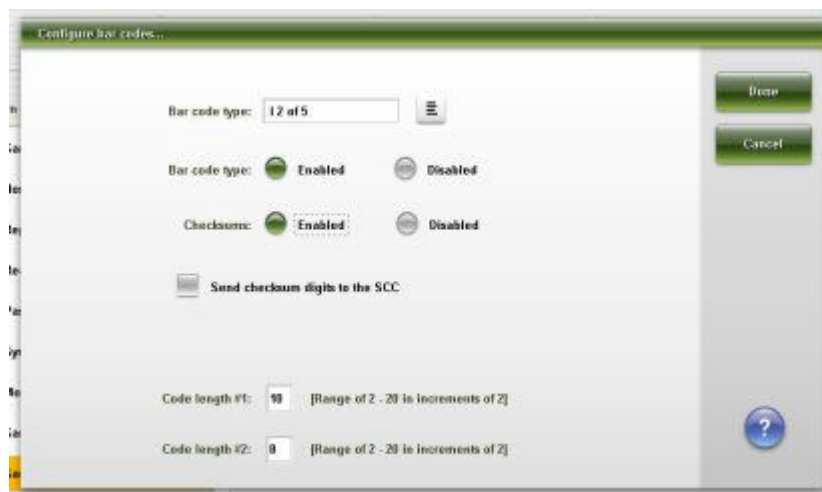 Configure bar codes...
Done
Bar code type: I 2 of 5
Cancel
Bar code type: Enabled Disabled
Checksums: Enabled Disabled
Send checksum digits to the SCC
Code length #1: 10 [Range of 2 - 20 in increments of 2]
?
Code length #2: 8 [Range of 2 - 20 in increments of 2]